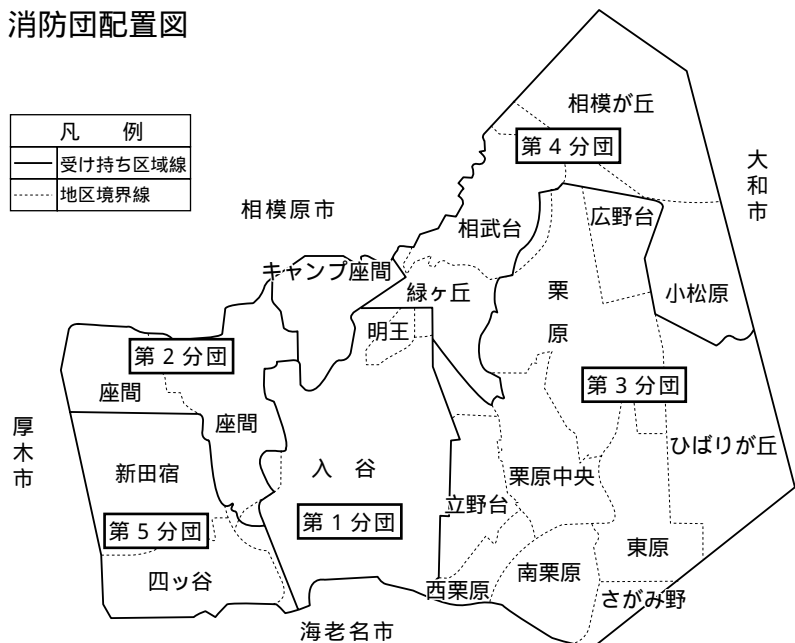 消防団配置図
凡　例
受け持ち区域線
地区境界線
相模が丘
第４分団
大和市
相模原市
相武台
広野台
キャンプ座間
緑ヶ丘
栗原
小松原
明王
第２分団
座間
第３分団
座間
厚木市
ひばりが丘
新田宿
入　谷
栗原中央
立野台
第５分団
第１分団
東原
四ッ谷
西栗原
南栗原
さがみ野
海老名市